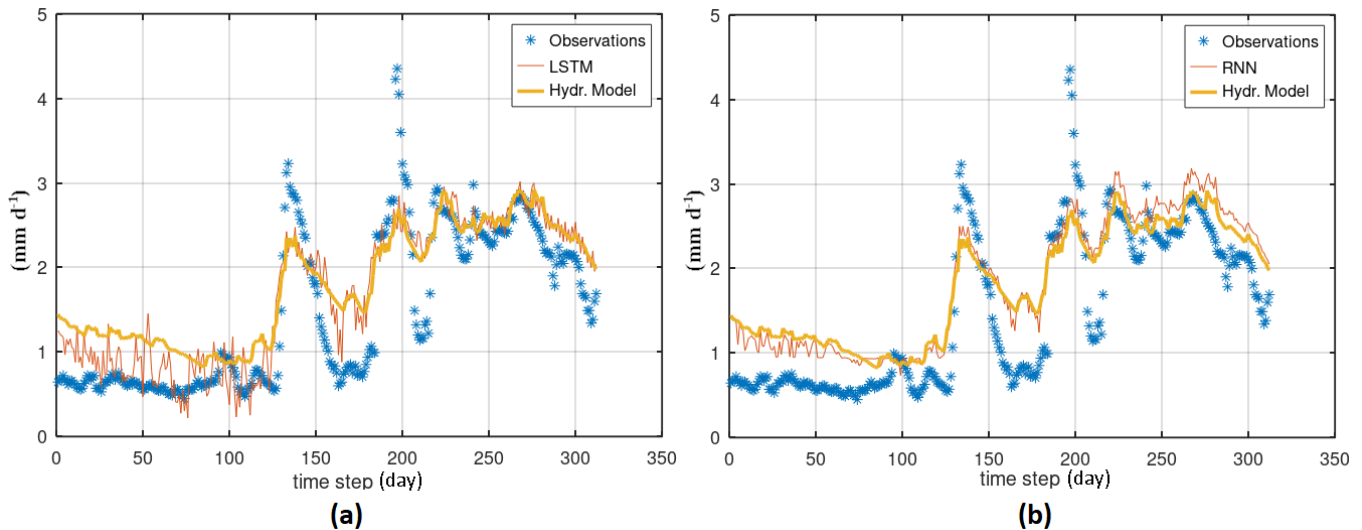 5
4
3
2
1
0
(mm d⁻¹)
Observations
LSTM
Hydr. Model
0 50 100 150 200 250 300 350
time step (day)
(a)
5
4
3
2
1
0
(mm d⁻¹)
Observations
RNN
Hydr. Model
0 50 100 150 200 250 300 350
time step (day)
(b)